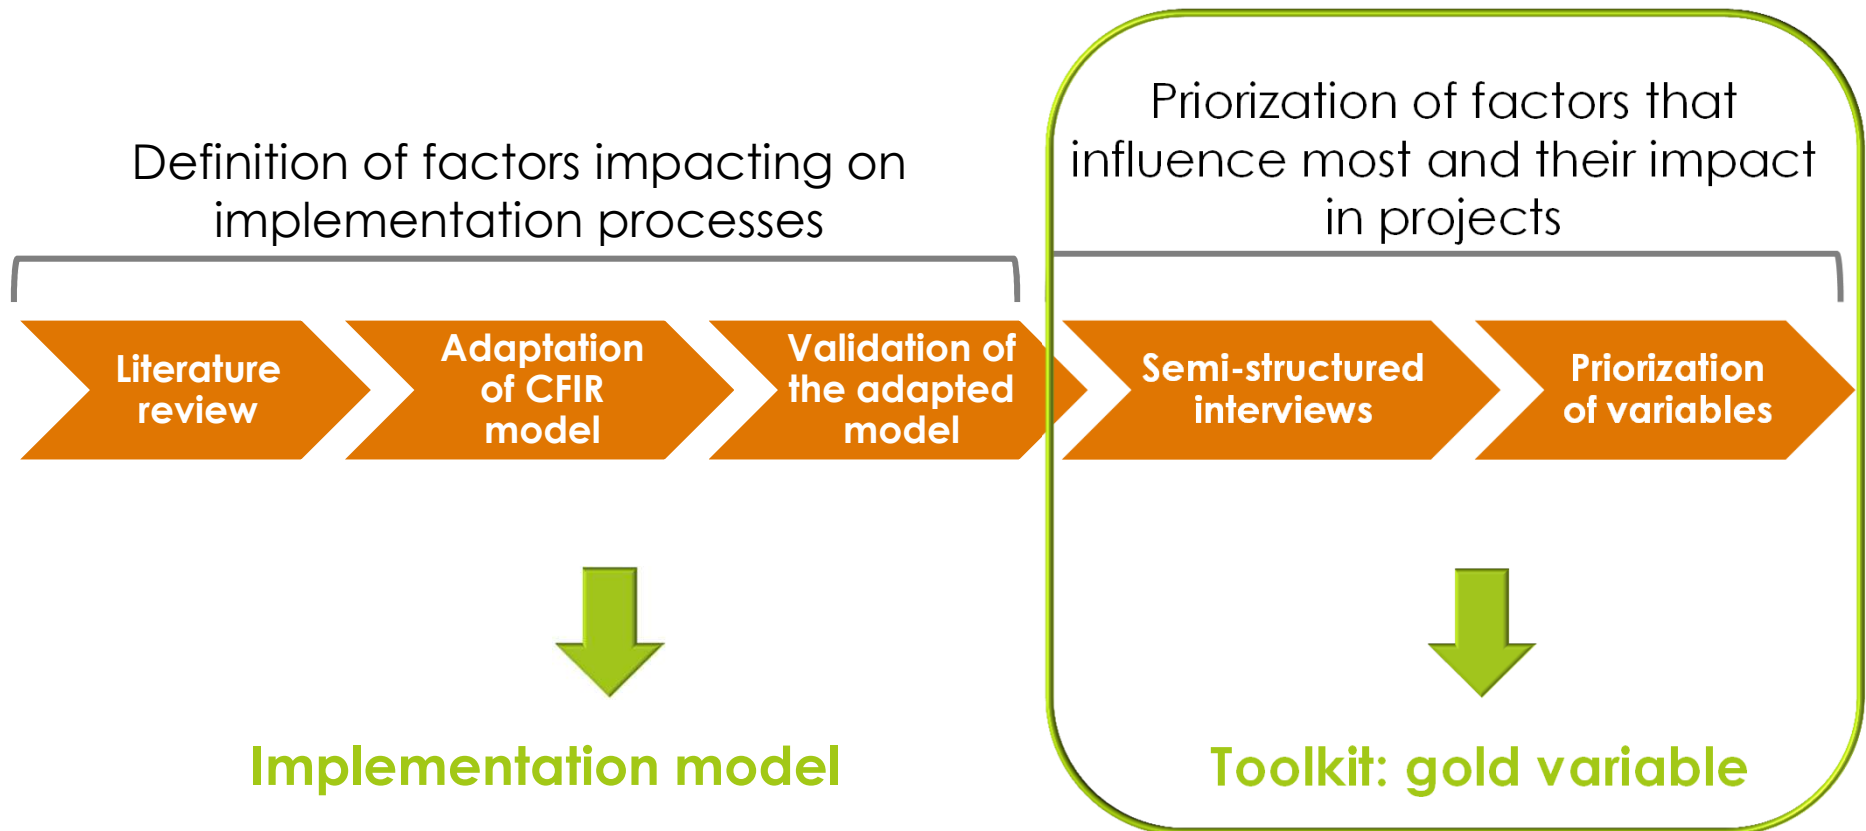 Definition of factors impacting on
implementation processes
Priorization of factors that
influence most and their impact
in projects
Literature
review
Adaptation
of CFIR
model
Validation of
the adapted
model
Semi-structured
interviews
Priorization
of variables
Implementation model
Toolkit: gold variable